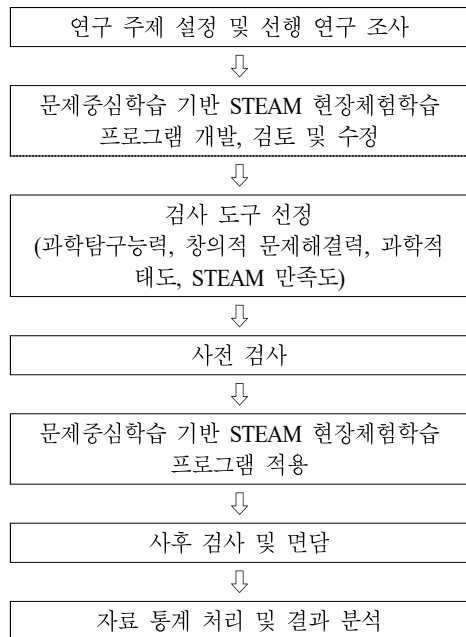 연구 주제 설정 및 선행 연구 조사
문제중심학습 기반 STEAM 현장체험학습
프로그램 개발, 검토 및 수정
검사 도구 선정
(과학탐구능력, 창의적 문제해결력, 과학적
태도, STEAM 만족도)
사전 검사
문제중심학습 기반 STEAM 현장체험학습
프로그램 적용
사후 검사 및 면담
자료 통계 처리 및 결과 분석